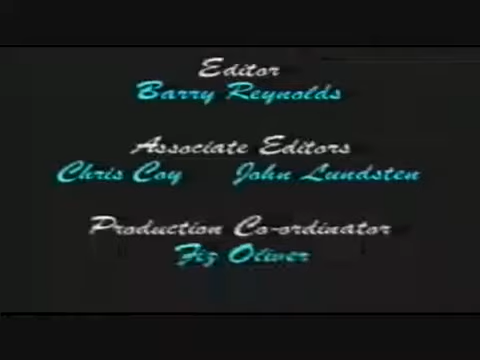 Editor
Barry Reynolds
Associate Editors
Chris Coy John Lundsten
Production Co-ordinator
Fiz Oliver